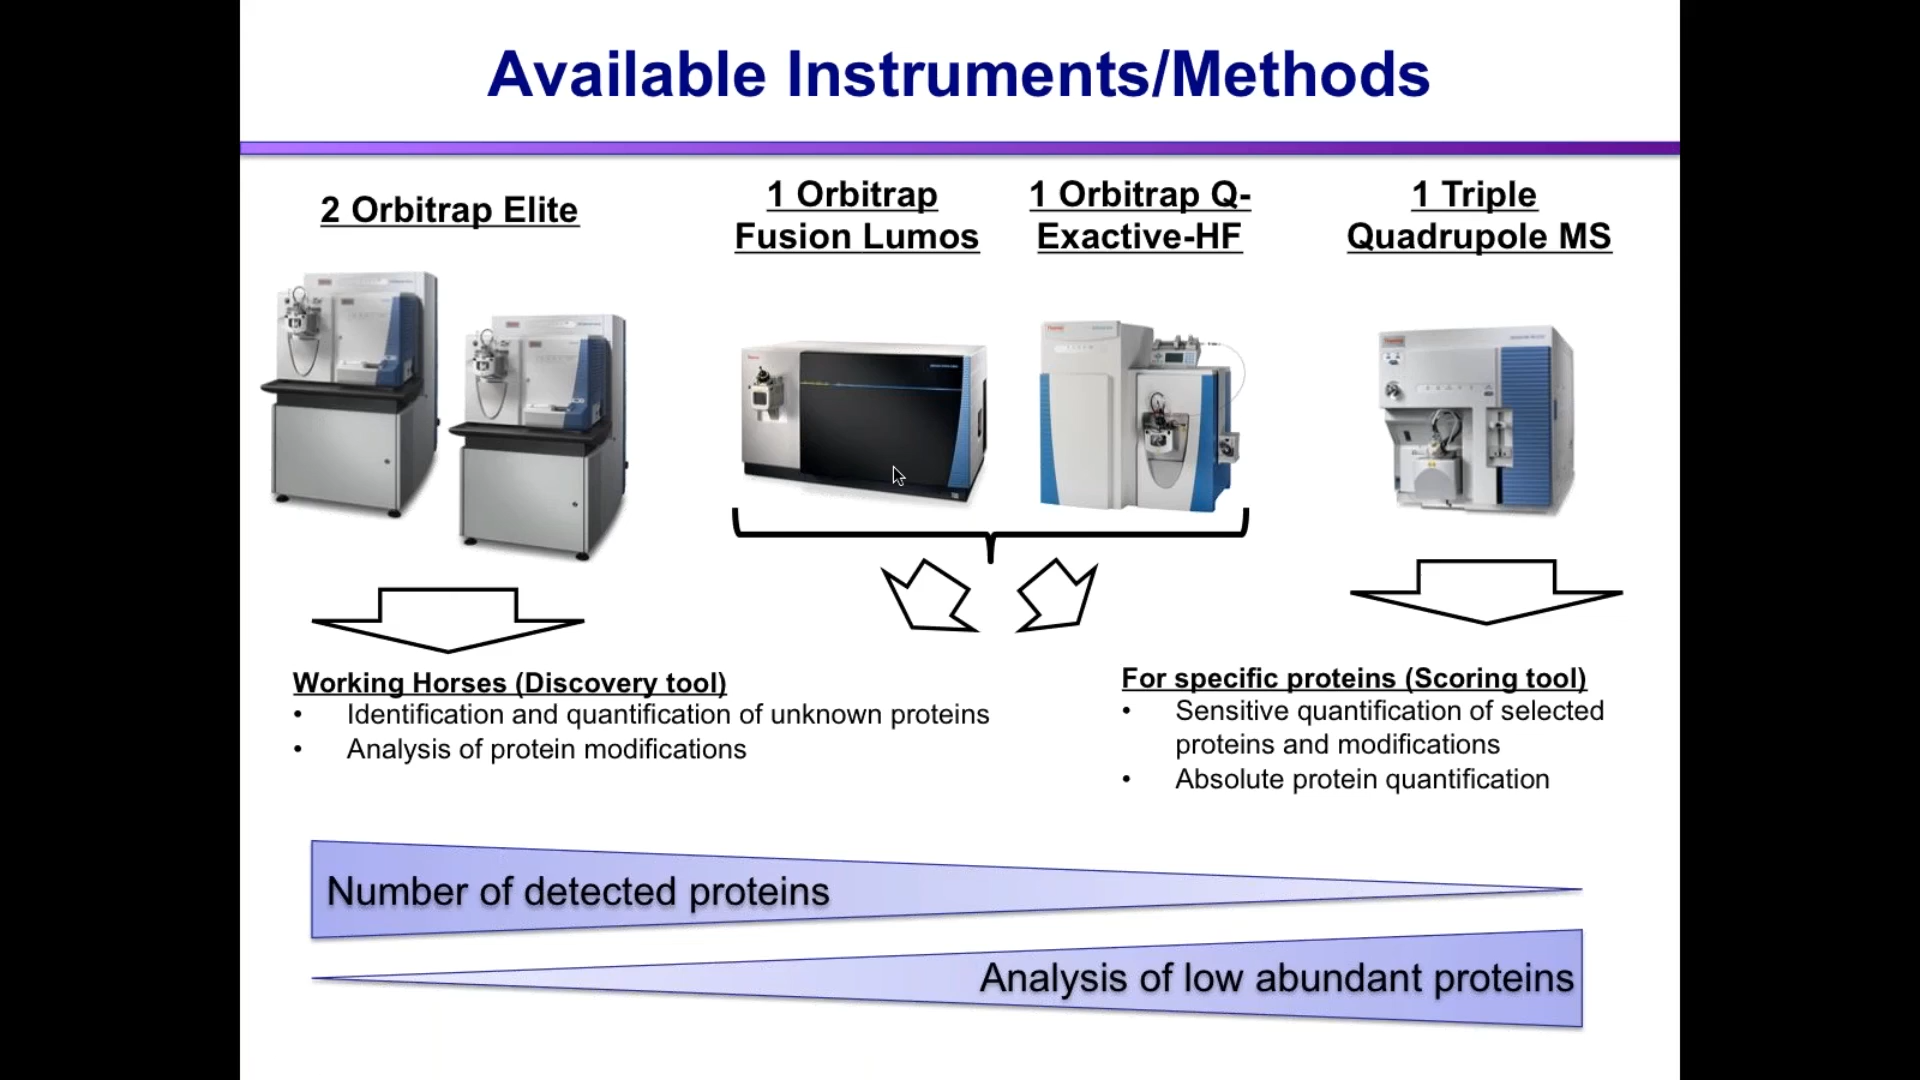 Available Instruments/Methods
2 Orbitrap Elite
1 Orbitrap
Fusion Lumos
1 Orbitrap Q-
Exactive-HF
1 Triple
Quadrupole MS
Working Horses (Discovery tool)
• Identification and quantification of unknown proteins
• Analysis of protein modifications
For specific proteins (Scoring tool)
• Sensitive quantification of selected
proteins and modifications
• Absolute protein quantification
Number of detected proteins
Analysis of low abundant proteins